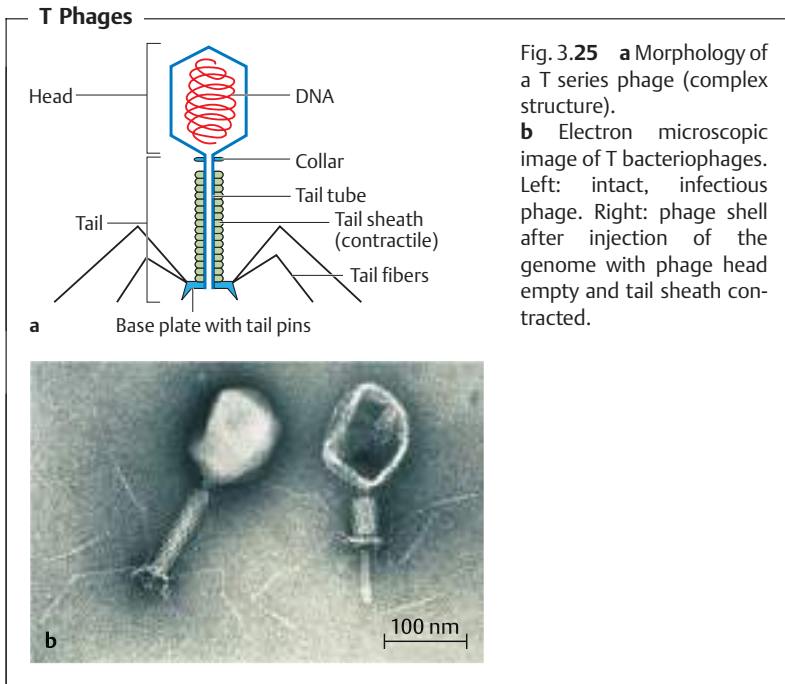 T Phages
Head
DNA
Collar
Tail tube
Tail
Tail sheath
(contractile)
Tail fibers
a
Base plate with tail pins
b
100 nm
Fig. 3.25 a Morphology of
a T series phage (complex
structure).
b Electron microscopic
image of T bacteriophages.
Left: intact, infectious
phage. Right: phage shell
after injection of the
genome with phage head
empty and tail sheath con-
tracted.